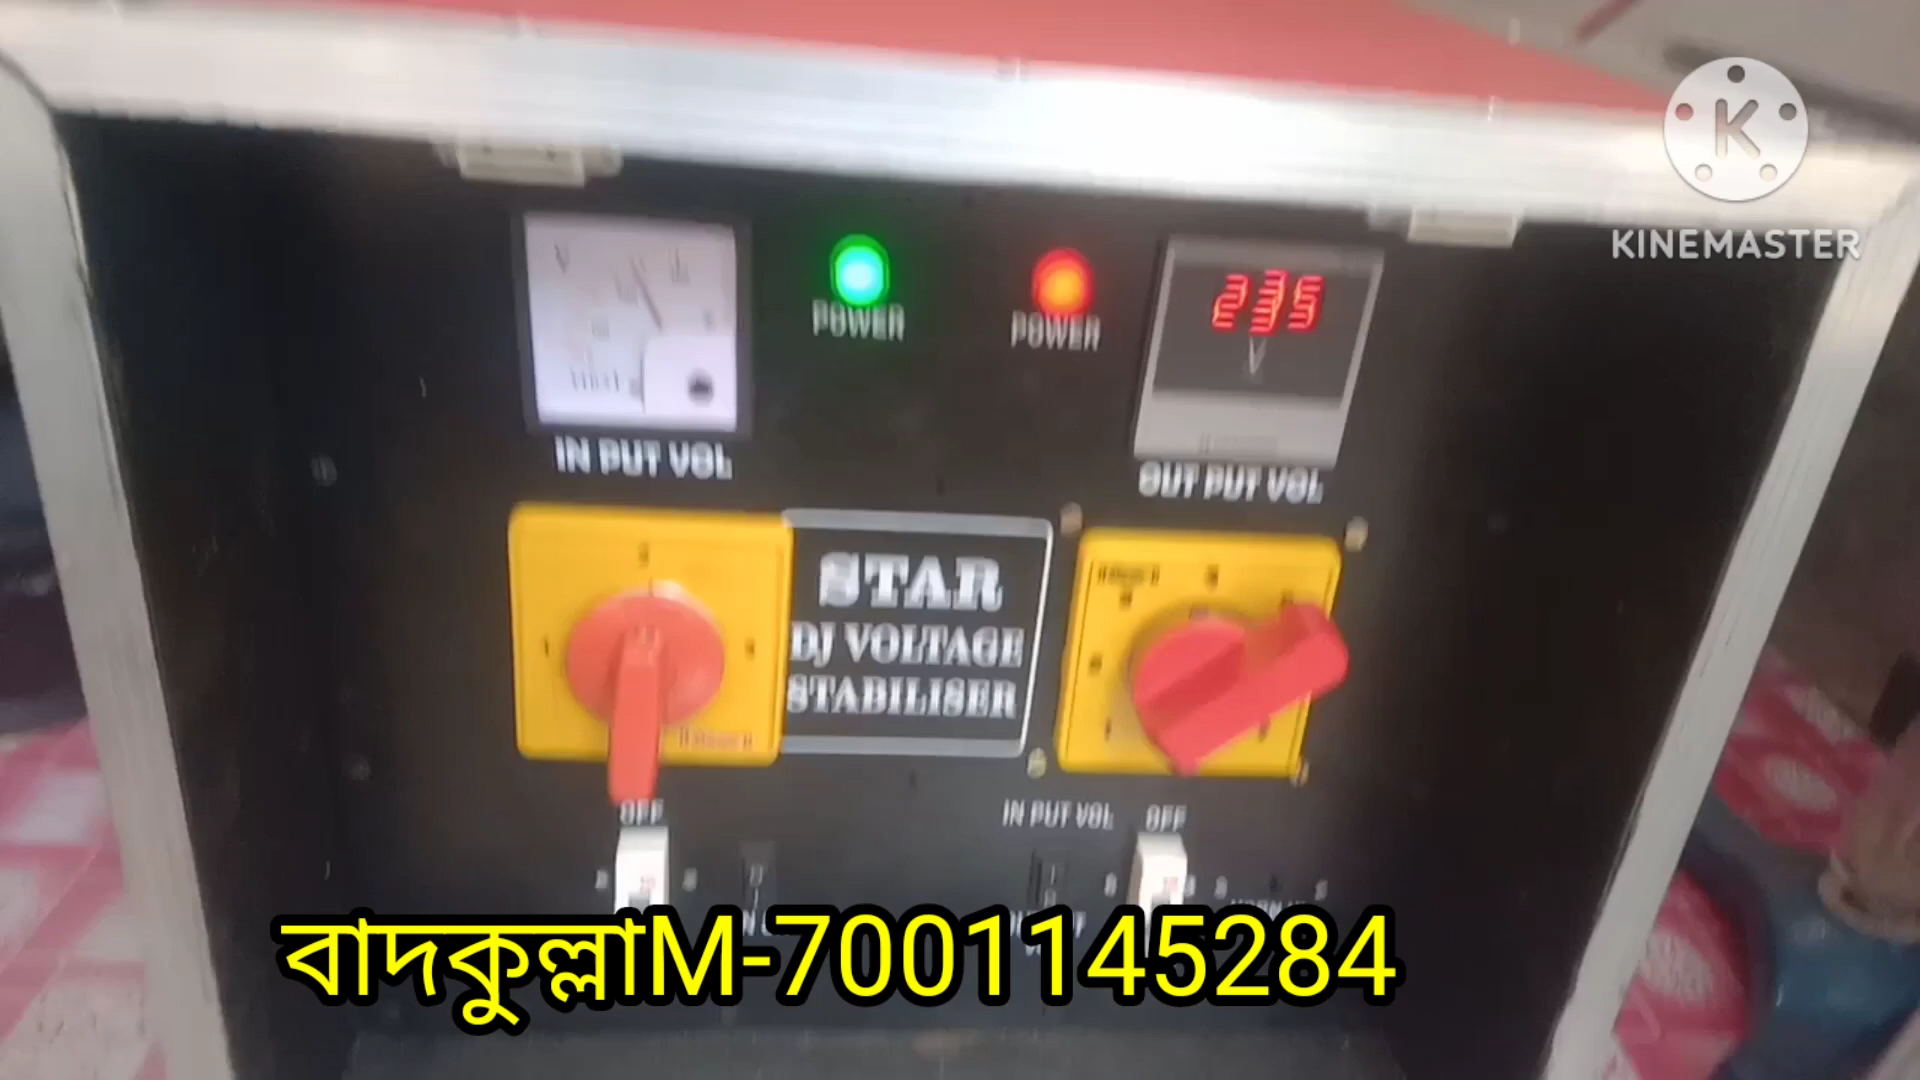 KINEMASTER
POWER
POWER
235
V
V
IN PUT VOL
OUT PUT VOL
STAR
DJ VOLTAGE
STABILISER
OFF
IN PUT VOL
OFF
বাদকুল্লাM-7001145284